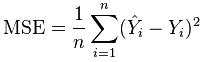 MSE = \frac{1}{n} \sum_{i=1}^{n} (\hat{Y}_i - Y_i)^2